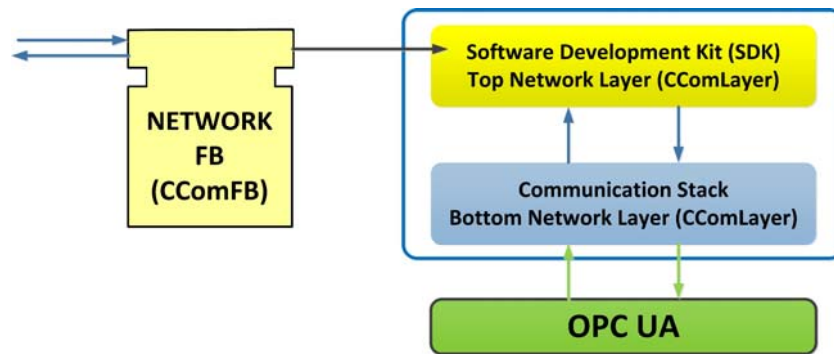 NETWORK
FB
(CComFB)
Software Development Kit (SDK)
Top Network Layer (CComLayer)
Communication Stack
Bottom Network Layer (CComLayer)
OPC UA